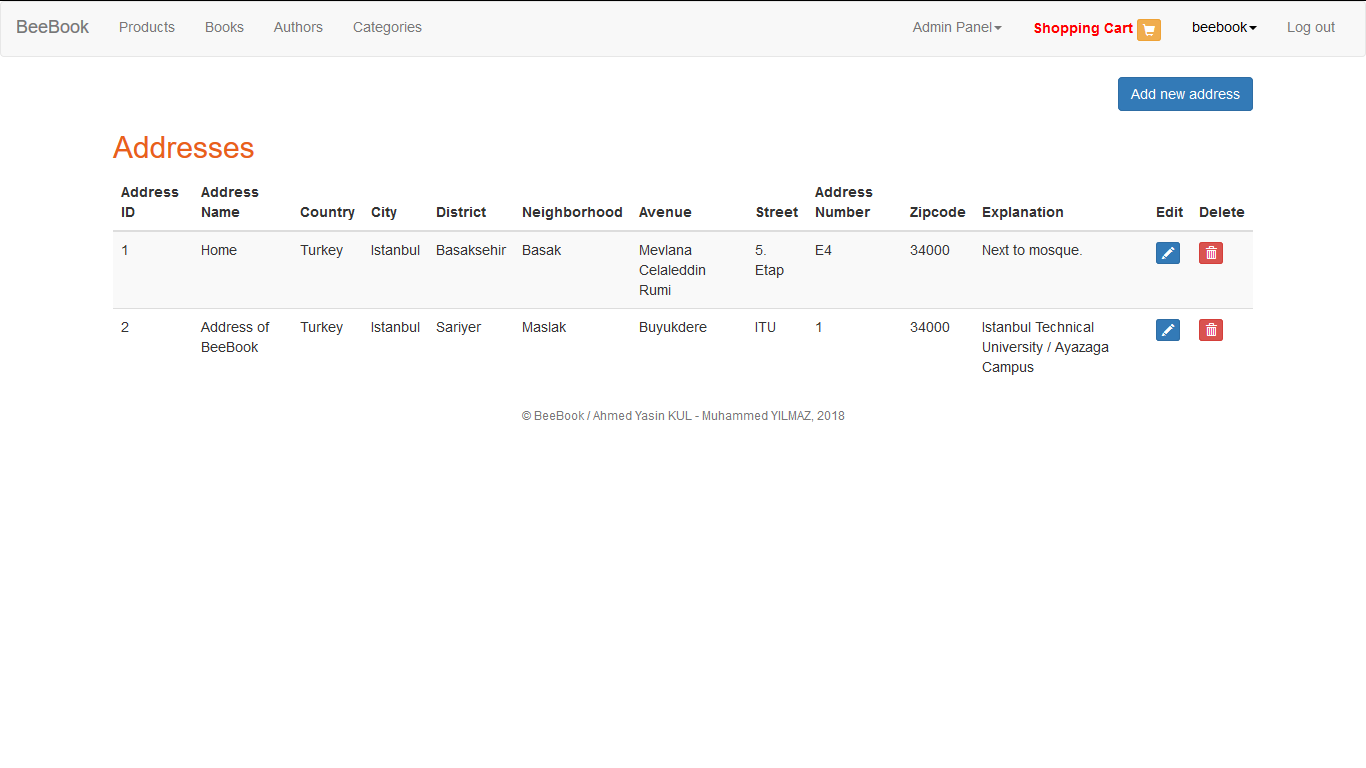 BeeBook Products Books Authors Categories Admin Panel Shopping Cart beebook Log out
Add new address
Addresses
Address ID Address Name Country City District Neighborhood Avenue Street Address Number Zipcode Explanation Edit Delete
1 Home Turkey Istanbul Basaksehir Basak Mevlana Celaleddin Rumi 5. Etap E4 34000 Next to mosque.
2 Address of BeeBook Turkey Istanbul Sariyer Maslak Buyukdere ITU 1 34000 Istanbul Technical University / Ayazaga Campus
© BeeBook / Ahmed Yasin KUL - Muhammed YILMAZ, 2018